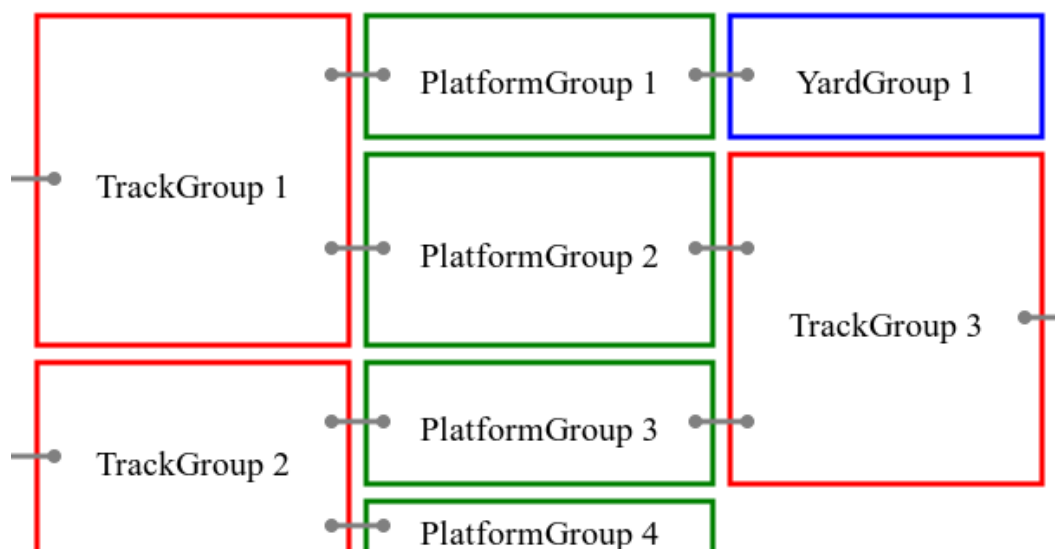 PlatformGroup 1
YardGroup 1
TrackGroup 1
PlatformGroup 2
TrackGroup 3
PlatformGroup 3
TrackGroup 2
PlatformGroup 4